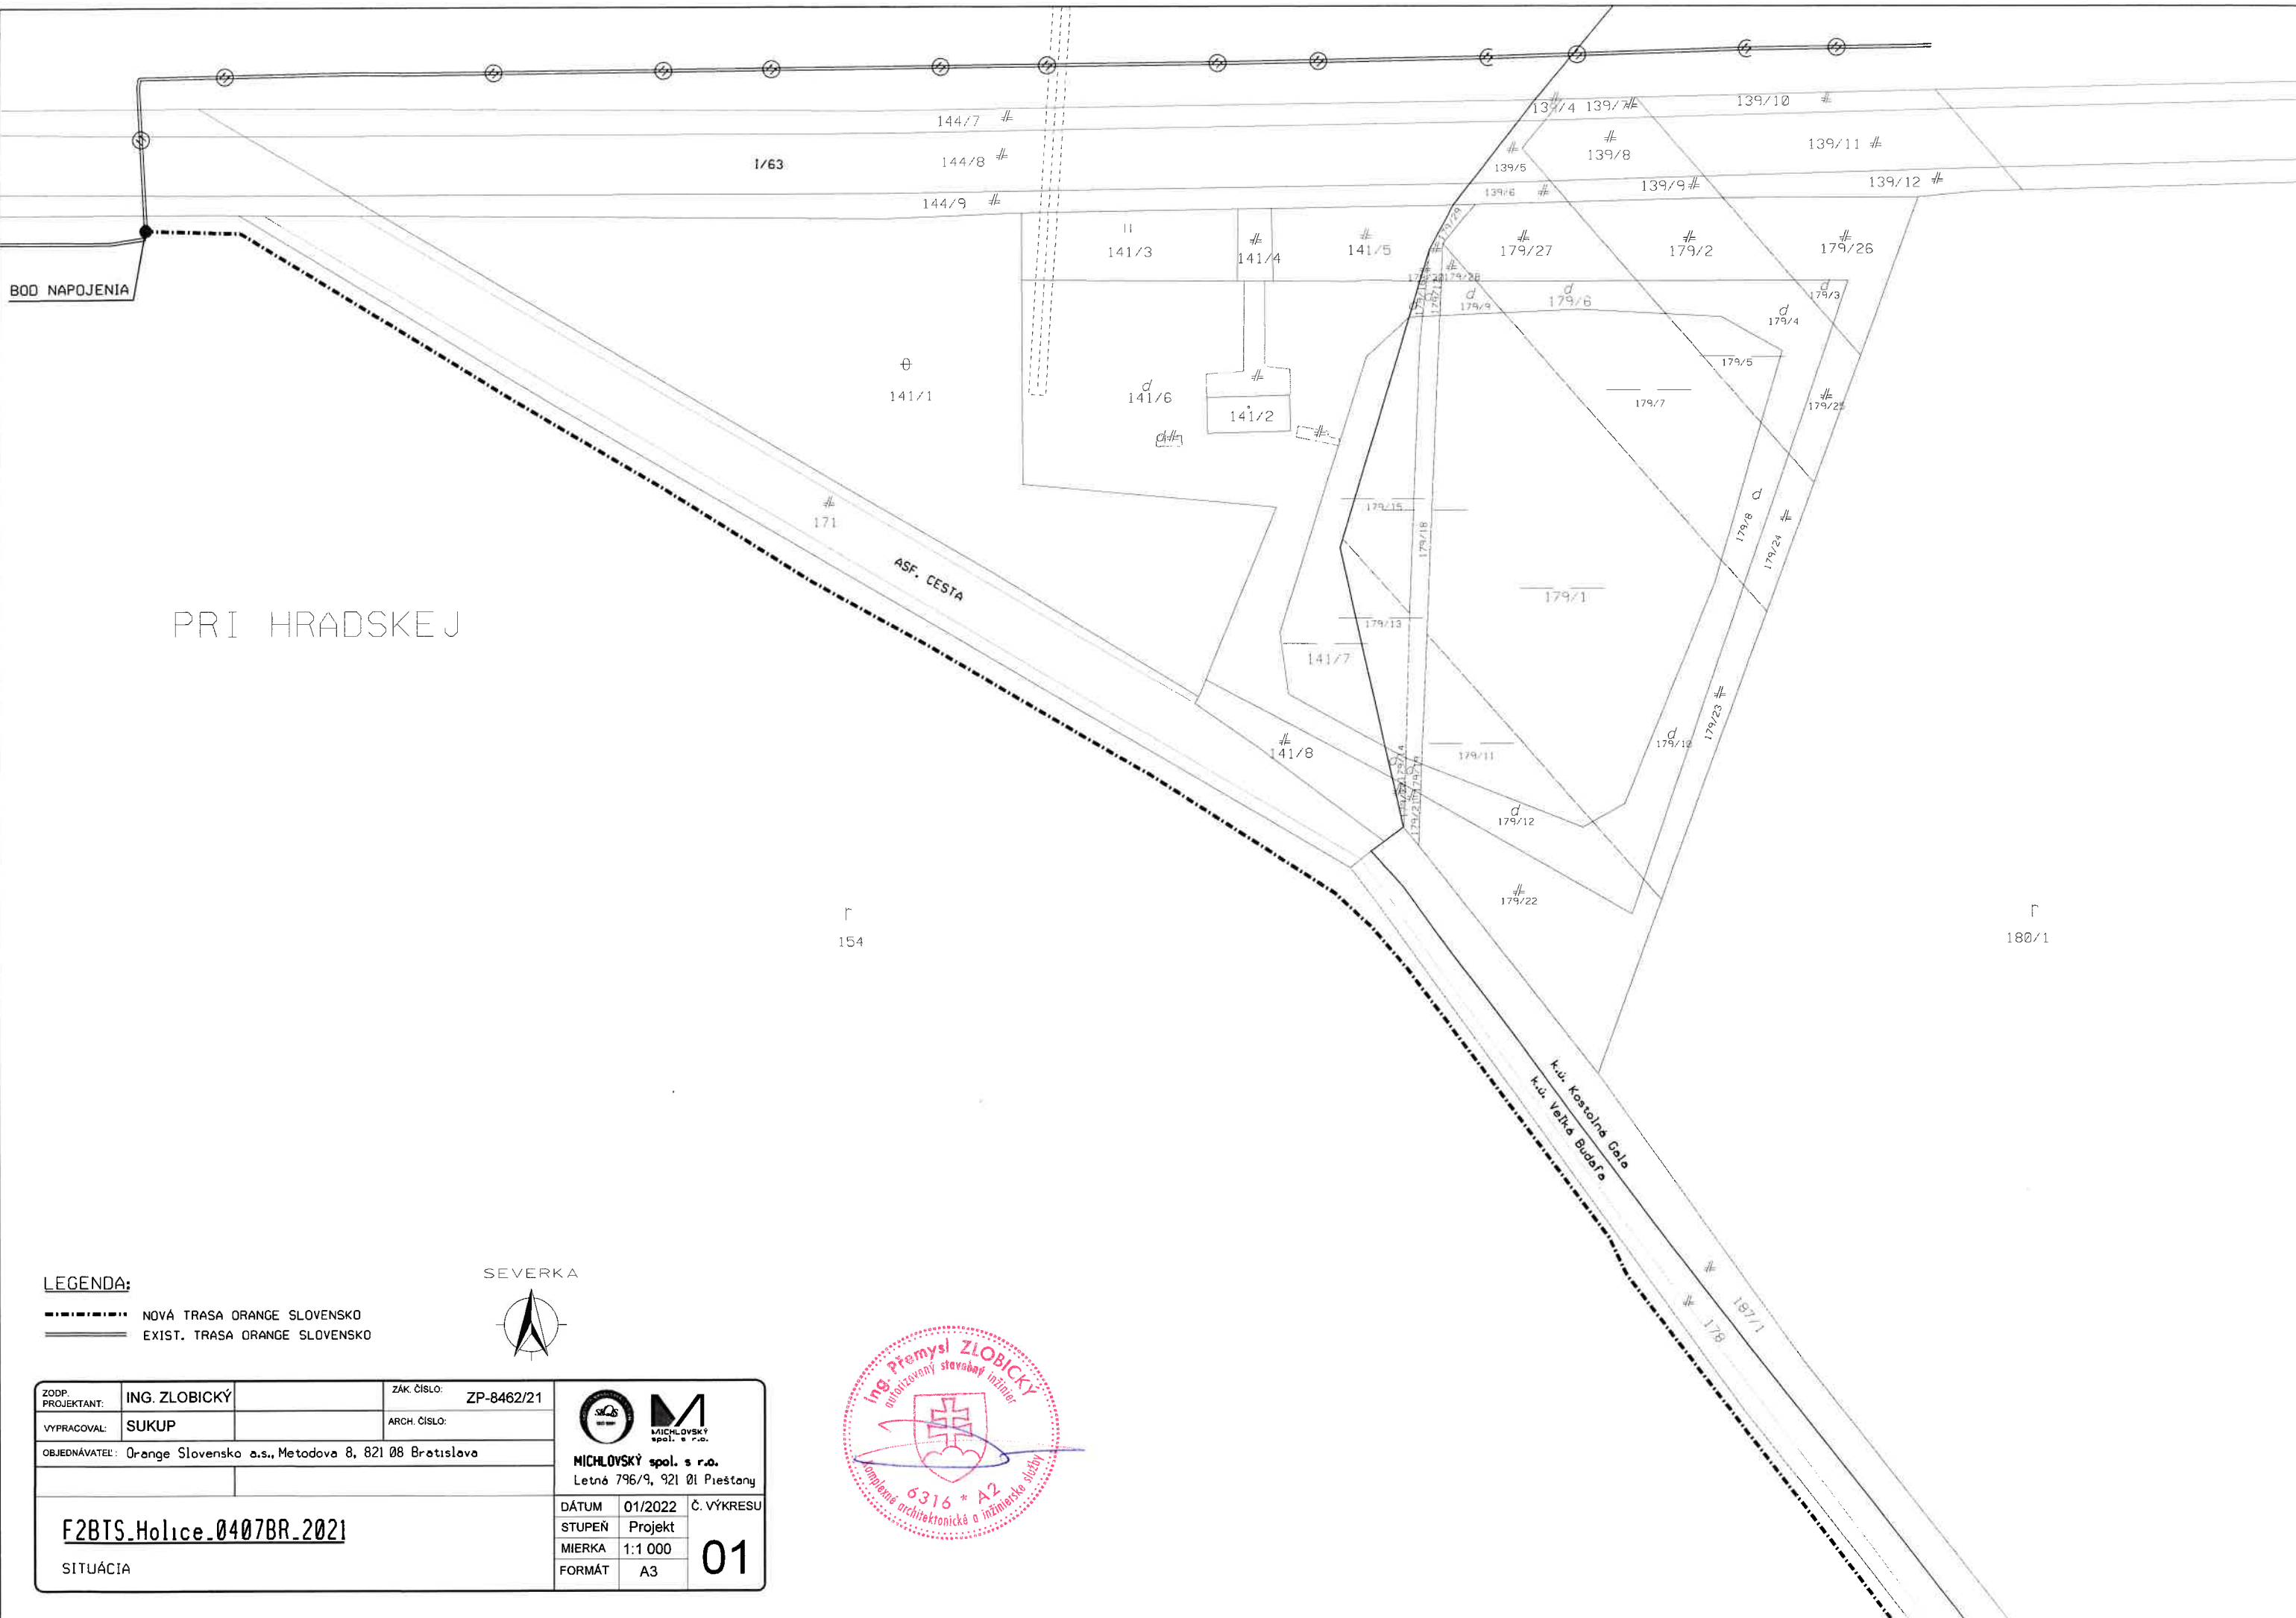 139/4 139/7
139/10
144/7
144/8
I/63
139/5
139/8
139/11
139/6
139/9
139/12
144/9
179/29
141/3
141/4
141/5
179/27
179/2
179/26
BOD NAPOJENIA
179/28
d
179/9
d
179/6
d
179/3
d
179/4
179/5
141/1
d
141/6
141/2
179/7
179/25
d
171
179/15
179/18
d
179/8
179/24
ASF. CESTA
PRI HRADSKEJ
179/1
179/13
141/7
179/23
141/8
179/11
d
179/10
d
179/12
179/22
r
154
r
180/1
k.ú. Kostolná Gala
k.ú. Veľká Budafa
187/1
178
LEGENDA:
NOVÁ TRASA ORANGE SLOVENSKO
EXIST. TRASA ORANGE SLOVENSKO
SEVERKA
ZODP. PROJEKTANT:
ING. ZLOBICKÝ
ZÁK. ČÍSLO:
ZP-8462/21
VYPRACOVAL:
SUKUP
ARCH. ČÍSLO:
OBJEDNÁVATEĽ:
Orange Slovensko a.s., Metodova 8, 821 08 Bratislava
MICHLOVSKÝ
spol. s r.o.
MICHLOVSKÝ spol. s r.o.
Letná 796/9, 921 01 Piešťany
F2BTS_Holice_0407BR_2021
SITUÁCIA
DÁTUM
01/2022
Č. VÝKRESU
STUPEŇ
Projekt
MIERKA
1:1 000
FORMÁT
A3
01
Ing. Přemysl ZLOBICKÝ
autorizovaný stavebný inžinier
6316 * A2
Komplexné architektonické a inžinierske služby